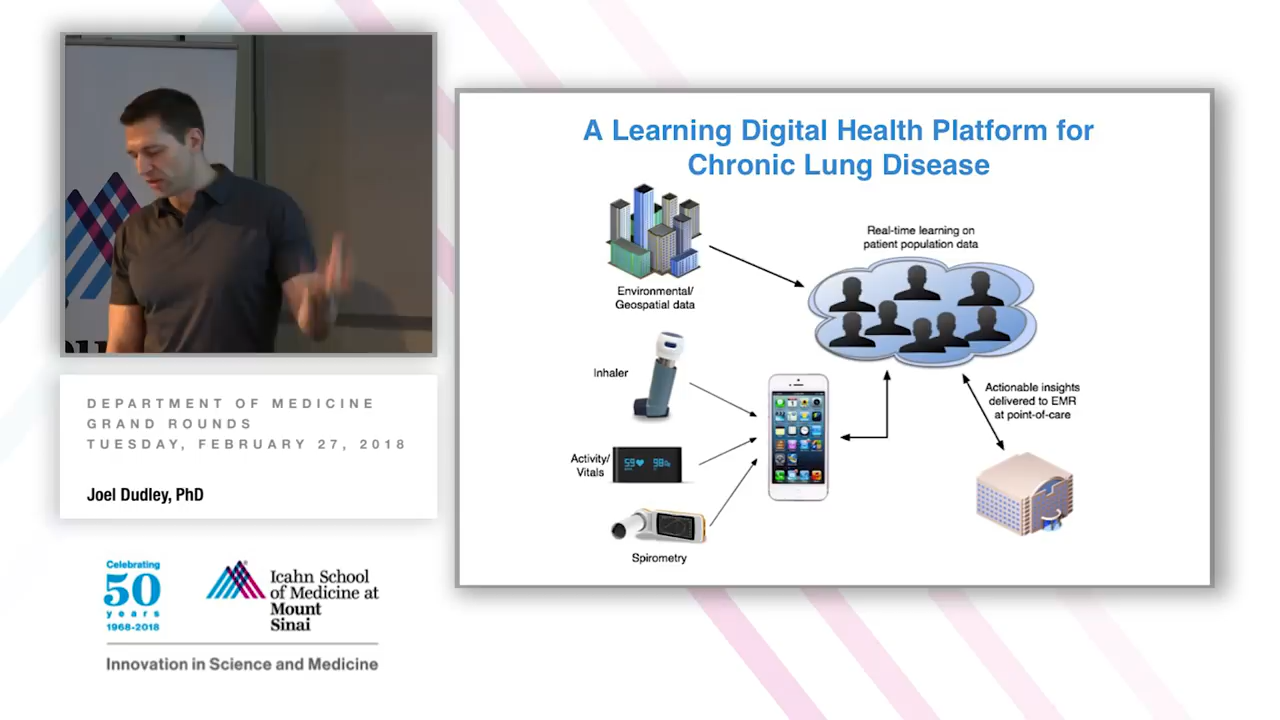 DEPARTMENT OF MEDICINE
GRAND ROUNDS
TUESDAY, FEBRUARY 27, 2018
Joel Dudley, PhD
Celebrating
50
years
1968-2018
Icahn School
of Medicine at
Mount
Sinai
Innovation in Science and Medicine
A Learning Digital Health Platform for
Chronic Lung Disease
Real-time learning on
patient population data
Environmental/
Geospatial data
Inhaler
Actionable insights
delivered to EMR
at point-of-care
Activity/
Vitals
Spirometry